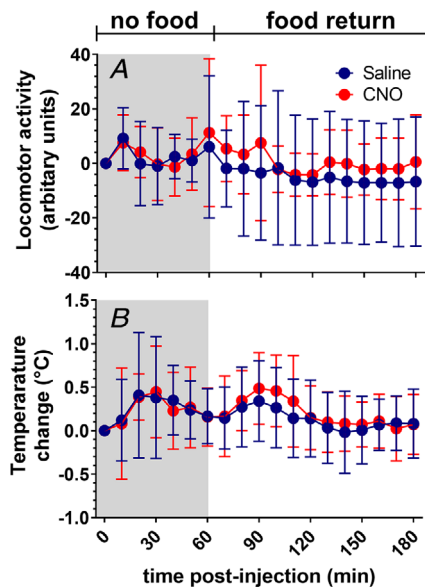 no food food return
A
Saline
CNO
Locomotor activity
(arbitary units)
40
20
0
-20
-40
B
Temperarature
change (°C)
1.5
1.0
0.5
0.0
-0.5
-1.0
0 30 60 90 120 150 180
time post-injection (min)